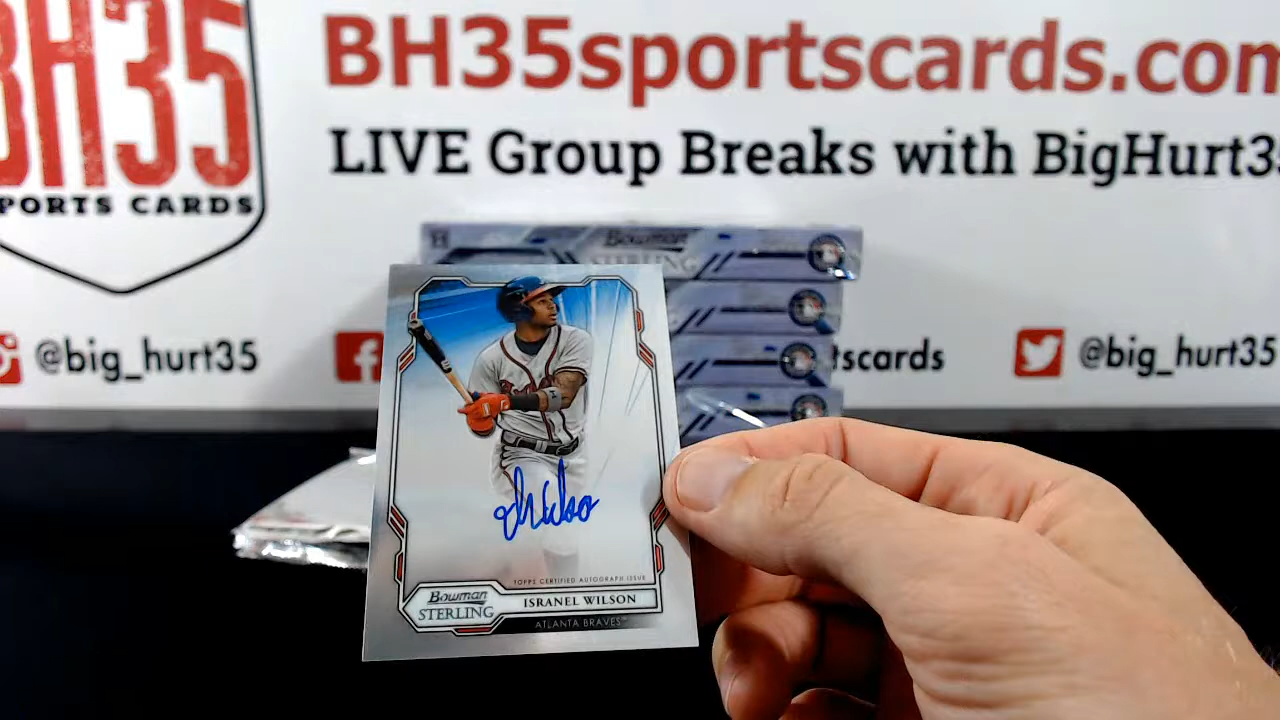 BH35
SPORTS CARDS
BH35sportscards.com
LIVE Group Breaks with BigHurt35
@big_hurt35
f
tscards
@big_hurt35
Bowman
STERLING
TOPPS CERTIFIED AUTOGRAPH ISSUE
Bowman
STERLING
ISRANEL WILSON
ATLANTA BRAVES